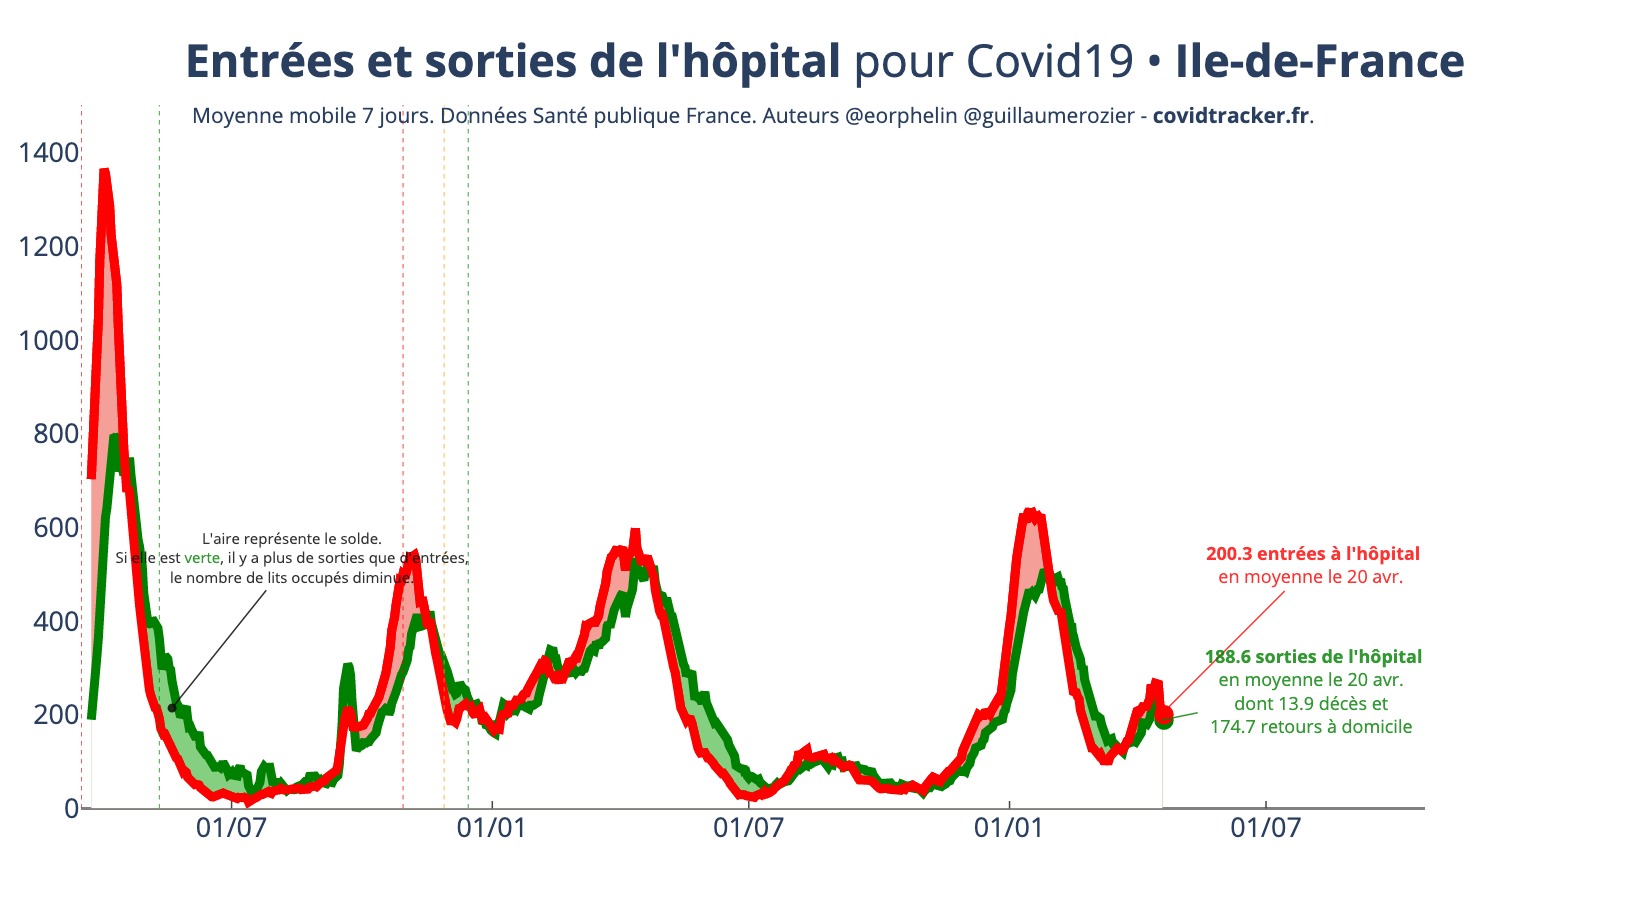 Entrées et sorties de l'hôpital pour Covid19 • Ile-de-France
Moyenne mobile 7 jours. Données Santé publique France. Auteurs @eorphelin @guillaumerozier - covidtracker.fr.
1400
1200
1000
800
600
400
200
0
L'aire représente le solde.
Si elle est verte, il y a plus de sorties que d'entrées,
le nombre de lits occupés diminue.
200.3 entrées à l'hôpital
en moyenne le 20 avr.
188.6 sorties de l'hôpital
en moyenne le 20 avr.
dont 13.9 décès et
174.7 retours à domicile
01/07
01/01
01/07
01/01
01/07